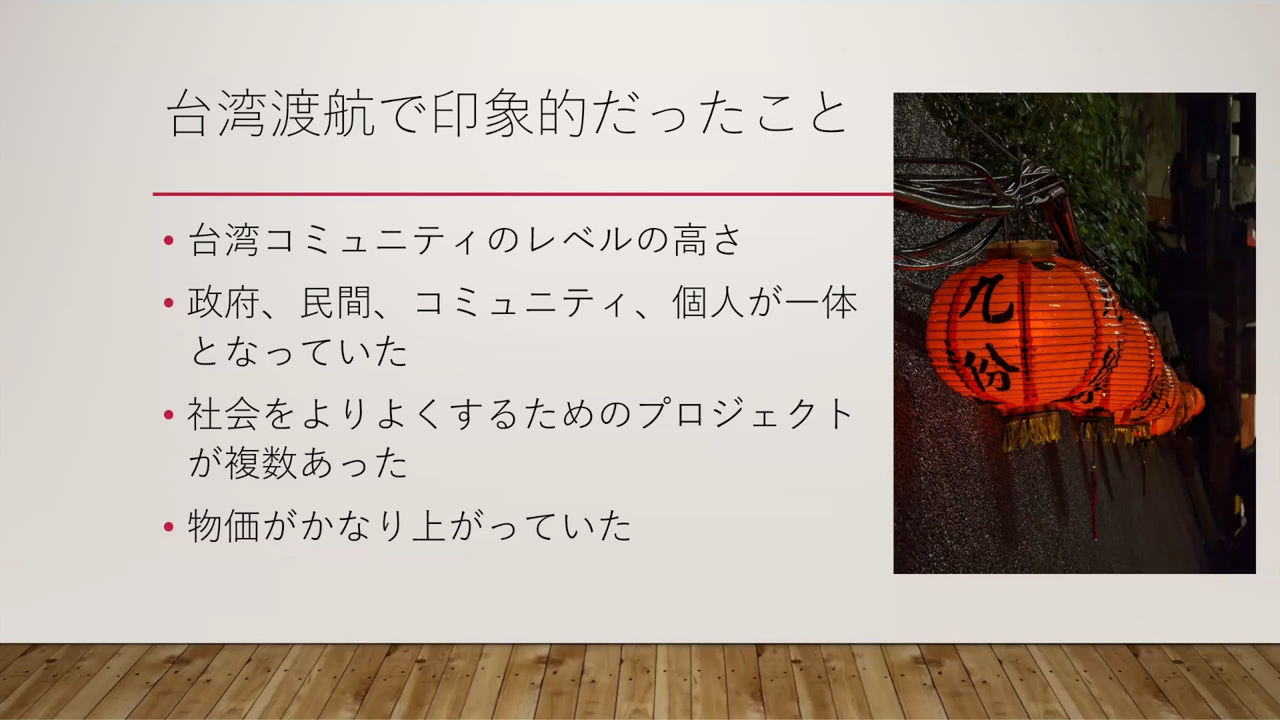 台湾渡航で印象的だったこと
• 台湾コミュニティのレベルの高さ
• 政府、民間、コミュニティ、個人が一体
となっていた
• 社会をよりよくするためのプロジェクト
が複数あった
• 物価がかなり上がっていた
九
份